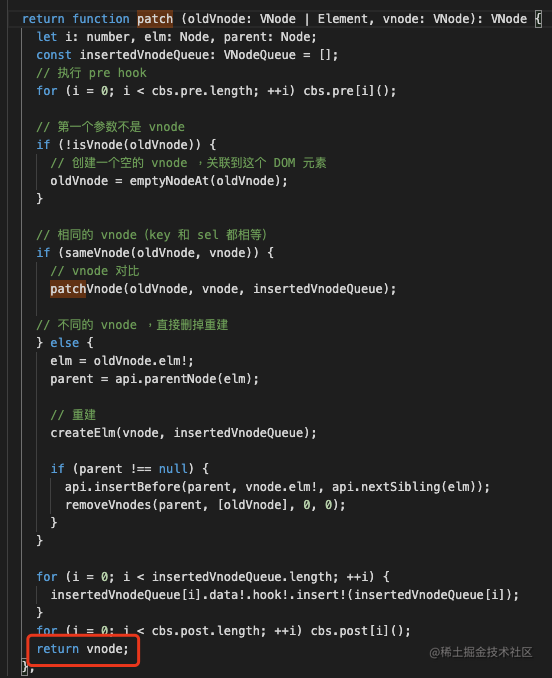 return function patch (oldVnode: VNode | Element, vnode: VNode): VNode {
let i: number, elm: Node, parent: Node;
const insertedVnodeQueue: VNodeQueue = [];
// 执行 pre hook
for (i = 0; i < cbs.pre.length; ++i) cbs.pre[i]();
// 第一个参数不是 vnode
if (!isVnode(oldVnode)) {
// 创建一个空的 vnode ，关联到这个 DOM 元素
oldVnode = emptyNodeAt(oldVnode);
}
// 相同的 vnode（key 和 sel 都相等）
if (sameVnode(oldVnode, vnode)) {
// vnode 对比
patchVnode(oldVnode, vnode, insertedVnodeQueue);
// 不同的 vnode ，直接删掉重建
} else {
elm = oldVnode.elm!;
parent = api.parentNode(elm);
// 重建
createElm(vnode, insertedVnodeQueue);
if (parent !== null) {
api.insertBefore(parent, vnode.elm!, api.nextSibling(elm));
removeVnodes(parent, [oldVnode], 0, 0);
}
}
for (i = 0; i < insertedVnodeQueue.length; ++i) {
insertedVnodeQueue[i].data!.hook!.insert!(insertedVnodeQueue[i]);
}
for (i = 0; i < cbs.post.length; ++i) cbs.post[i]();
return vnode;
};
@稀土掘金技术社区